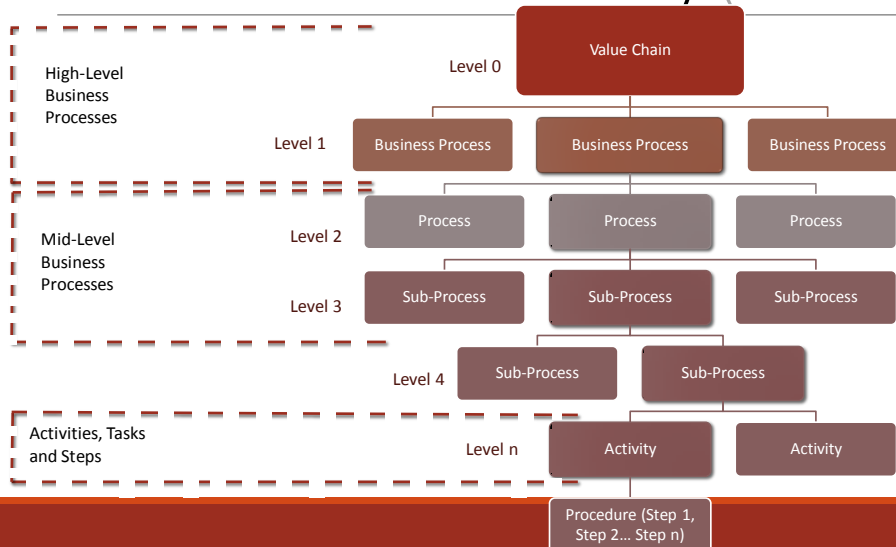 Value Chain
Level 0
High-Level
Business
Processes
Level 1
Business Process
Business Process
Business Process
Process
Process
Process
Level 2
Mid-Level
Business
Processes
Sub-Process
Sub-Process
Sub-Process
Level 3
Sub-Process
Sub-Process
Level 4
Activities, Tasks
and Steps
Level n
Activity
Activity
Procedure (Step 1,
Step 2... Step n)